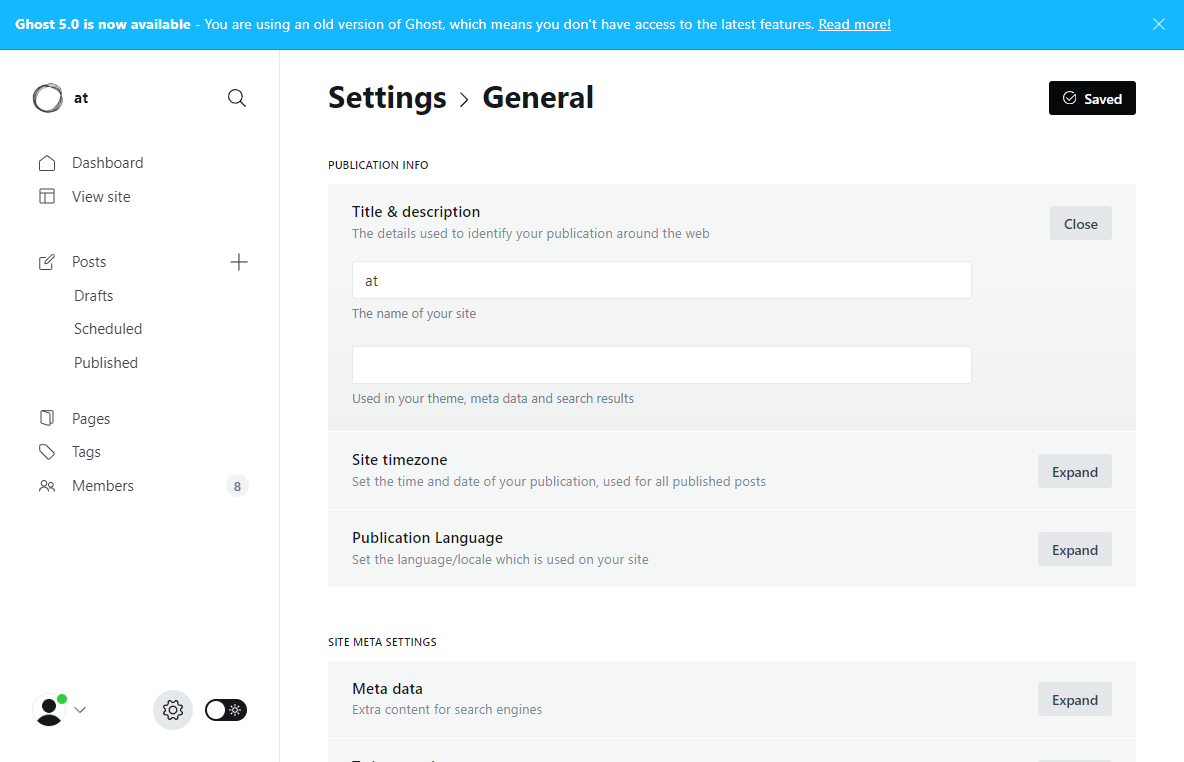 Ghost 5.0 is now available - You are using an old version of Ghost, which means you don't have access to the latest features. Read more!
at
Settings > General
Saved
Dashboard
View site
Posts
Drafts
Scheduled
Published
Pages
Tags
Members 8
PUBLICATION INFO
Title & description
The details used to identify your publication around the web
Close
at
The name of your site
Used in your theme, meta data and search results
Site timezone
Set the time and date of your publication, used for all published posts
Expand
Publication Language
Set the language/locale which is used on your site
Expand
SITE META SETTINGS
Meta data
Extra content for search engines
Expand